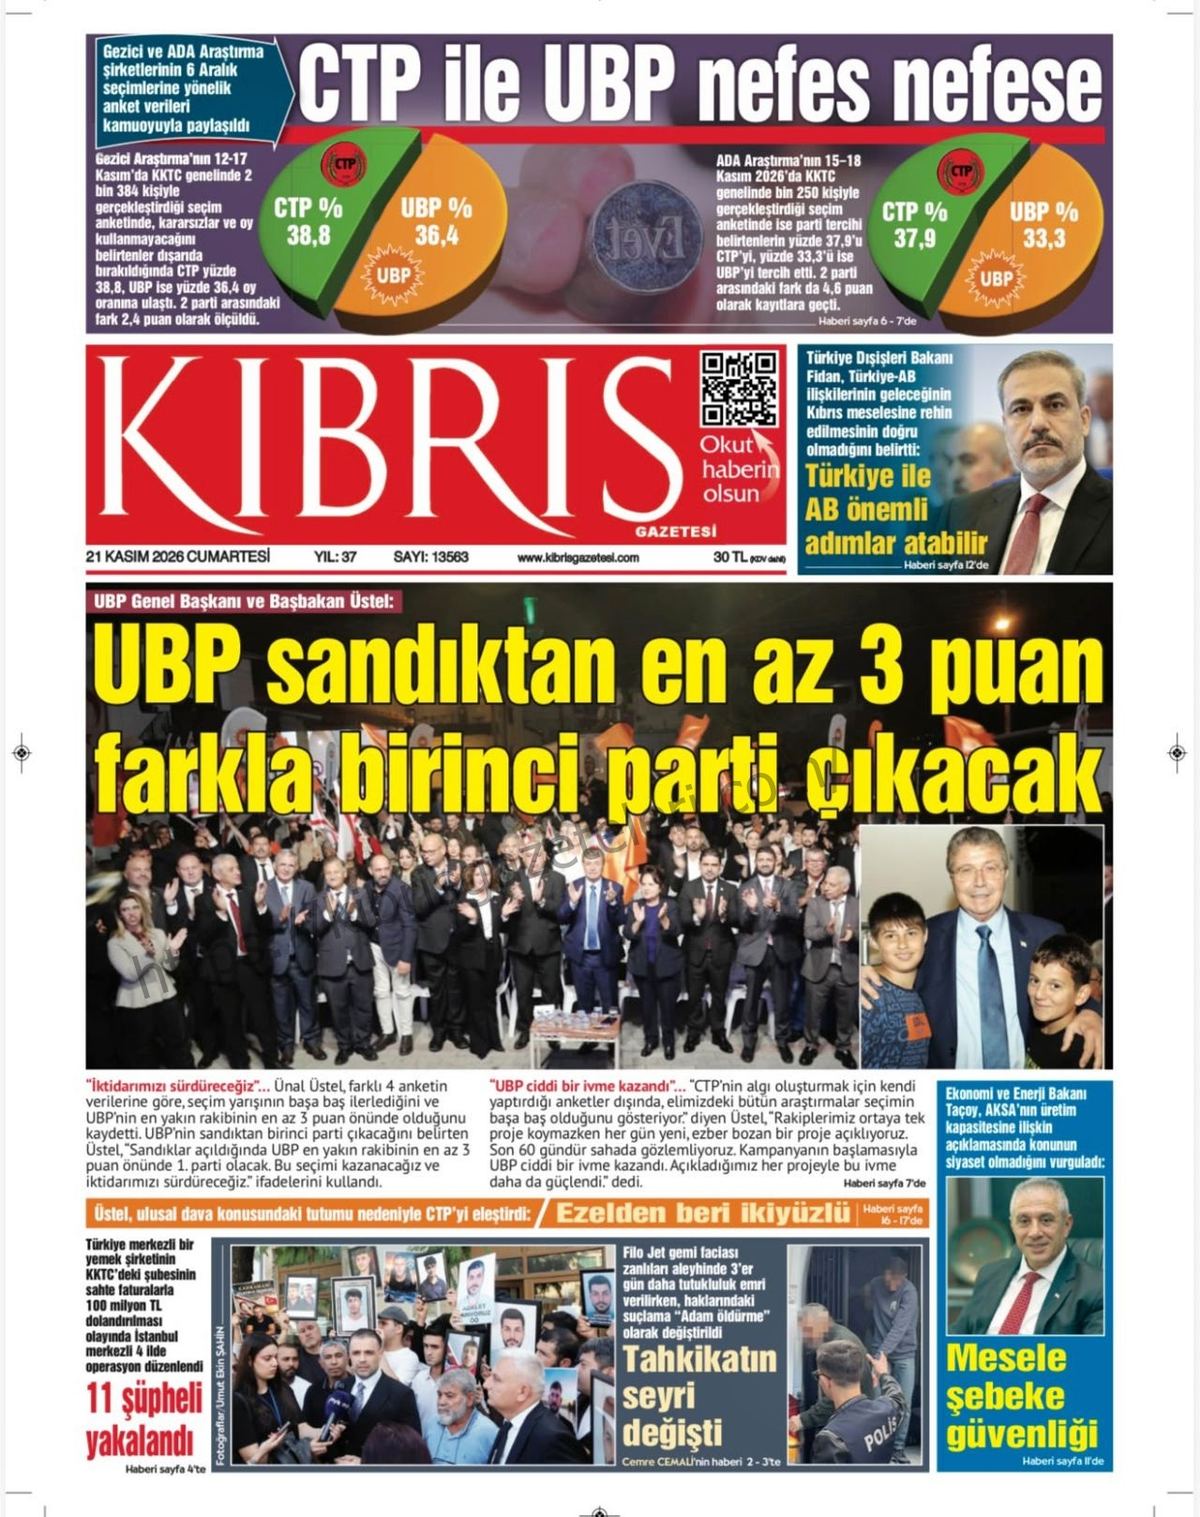 Gezici ve ADA Araştırma
şirketlerinin 6 Aralık
seçimlerine yönelik
anket verileri
kamuoyuyla paylaşıldı
CTP ile UBP nefes nefese
Gezici Araştırma'nın 12-17
Kasım'da KKTC genelinde 2
bin 384 kişiyle
gerçekleştirdiği seçim
anketinde, kararsızlar ve oy
kullanmayacağını
belirtenler dışarıda
bırakıldığında CTP yüzde
38,8, UBP ise yüzde 36,4 oy
oranına ulaştı. 2 parti arasındaki
fark 2,4 puan olarak ölçüldü.
CTP
CTP %
38,8
UBP %
36,4
UBP
Evet
ADA Araştırma'nın 15-18
Kasım 2026'da KKTC
genelinde bin 250 kişiyle
gerçekleştirdiği seçim
anketinde ise parti tercihi
belirtenlerin yüzde 37,9'u
CTP'yi, yüzde 33,3'ü ise
UBP'yi tercih etti. 2 parti
arasındaki fark da 4,6 puan
olarak kayıtlara geçti.
Haberi sayfa 6 - 7'de
CTP
CTP %
37,9
UBP %
33,3
UBP
KIBRIS
GAZETESİ
Okut
haberin
olsun
21 KASIM 2026 CUMARTESİ YIL: 37 SAYI: 13563 www.kibrisgazetesi.com 30 TL (KDV dahil)
Türkiye Dışişleri Bakanı
Fidan, Türkiye-AB
ilişkilerinin geleceğinin
Kıbrıs meselesine rehin
edilmesinin doğru
olmadığını belirtti:
Türkiye ile
AB önemli
adımlar atabilir
Haberi sayfa 12'de
UBP Genel Başkanı ve Başbakan Üstel:
UBP sandıktan en az 3 puan
farkla birinci parti çıkacak
"İktidarımızı sürdüreceğiz"... Ünal Üstel, farklı 4 anketin
verilerine göre, seçim yarışının başa baş ilerlediğini ve
UBP'nin en yakın rakibinin en az 3 puan önünde olduğunu
kaydetti. UBP'nin sandıktan birinci parti çıkacağını belirten
Üstel, "Sandıklar açıldığında UBP en yakın rakibinin en az 3
puan önünde 1. parti olacak. Bu seçimi kazanacağız ve
iktidarımızı sürdüreceğiz." ifadelerini kullandı.
"UBP ciddi bir ivme kazandı"... "CTP'nin algı oluşturmak için kendi
yaptırdığı anketler dışında, elimizdeki bütün araştırmalar seçimin
başa baş olduğunu gösteriyor." diyen Üstel, "Rakiplerimiz ortaya tek
proje koymazken her gün yeni, ezber bozan bir proje açıklıyoruz.
Son 60 gündür sahada gözlemliyoruz. Kampanyanın başlamasıyla
UBP ciddi bir ivme kazandı. Açıkladığımız her projeyle bu ivme
daha da güçlendi." dedi.
Haberi sayfa 7'de
Üstel, ulusal dava konusundaki tutumu nedeniyle CTP'yi eleştirdi:
Ezelden beri ikiyüzlü
Haberi sayfa
16 - 17'de
Ekonomi ve Enerji Bakanı
Taçoy, AKSA'nın üretim
kapasitesine ilişkin
açıklamasında konunun
siyaset olmadığını vurguladı:
Mesele
şebeke
güvenliği
Haberi sayfa 11'de
Türkiye merkezli bir
yemek şirketinin
KKTC'deki şubesinin
sahte faturalarla
100 milyon TL
dolandırılması
olayında İstanbul
merkezli 4 ilde
operasyon düzenlendi
11 şüpheli
yakalandı
Haberi sayfa 4'te
Fotoğraflar/Umut Ekin ŞAHİN
Filo Jet gemi faciası
zanlıları aleyhinde 3'er
gün daha tutukluluk emri
verilirken, haklarındaki
suçlama "Adam öldürme"
olarak değiştirildi
Tahkikatın
seyri
değişti
Cemre CEMALİ'nin haberi 2 - 3'te
POLİS